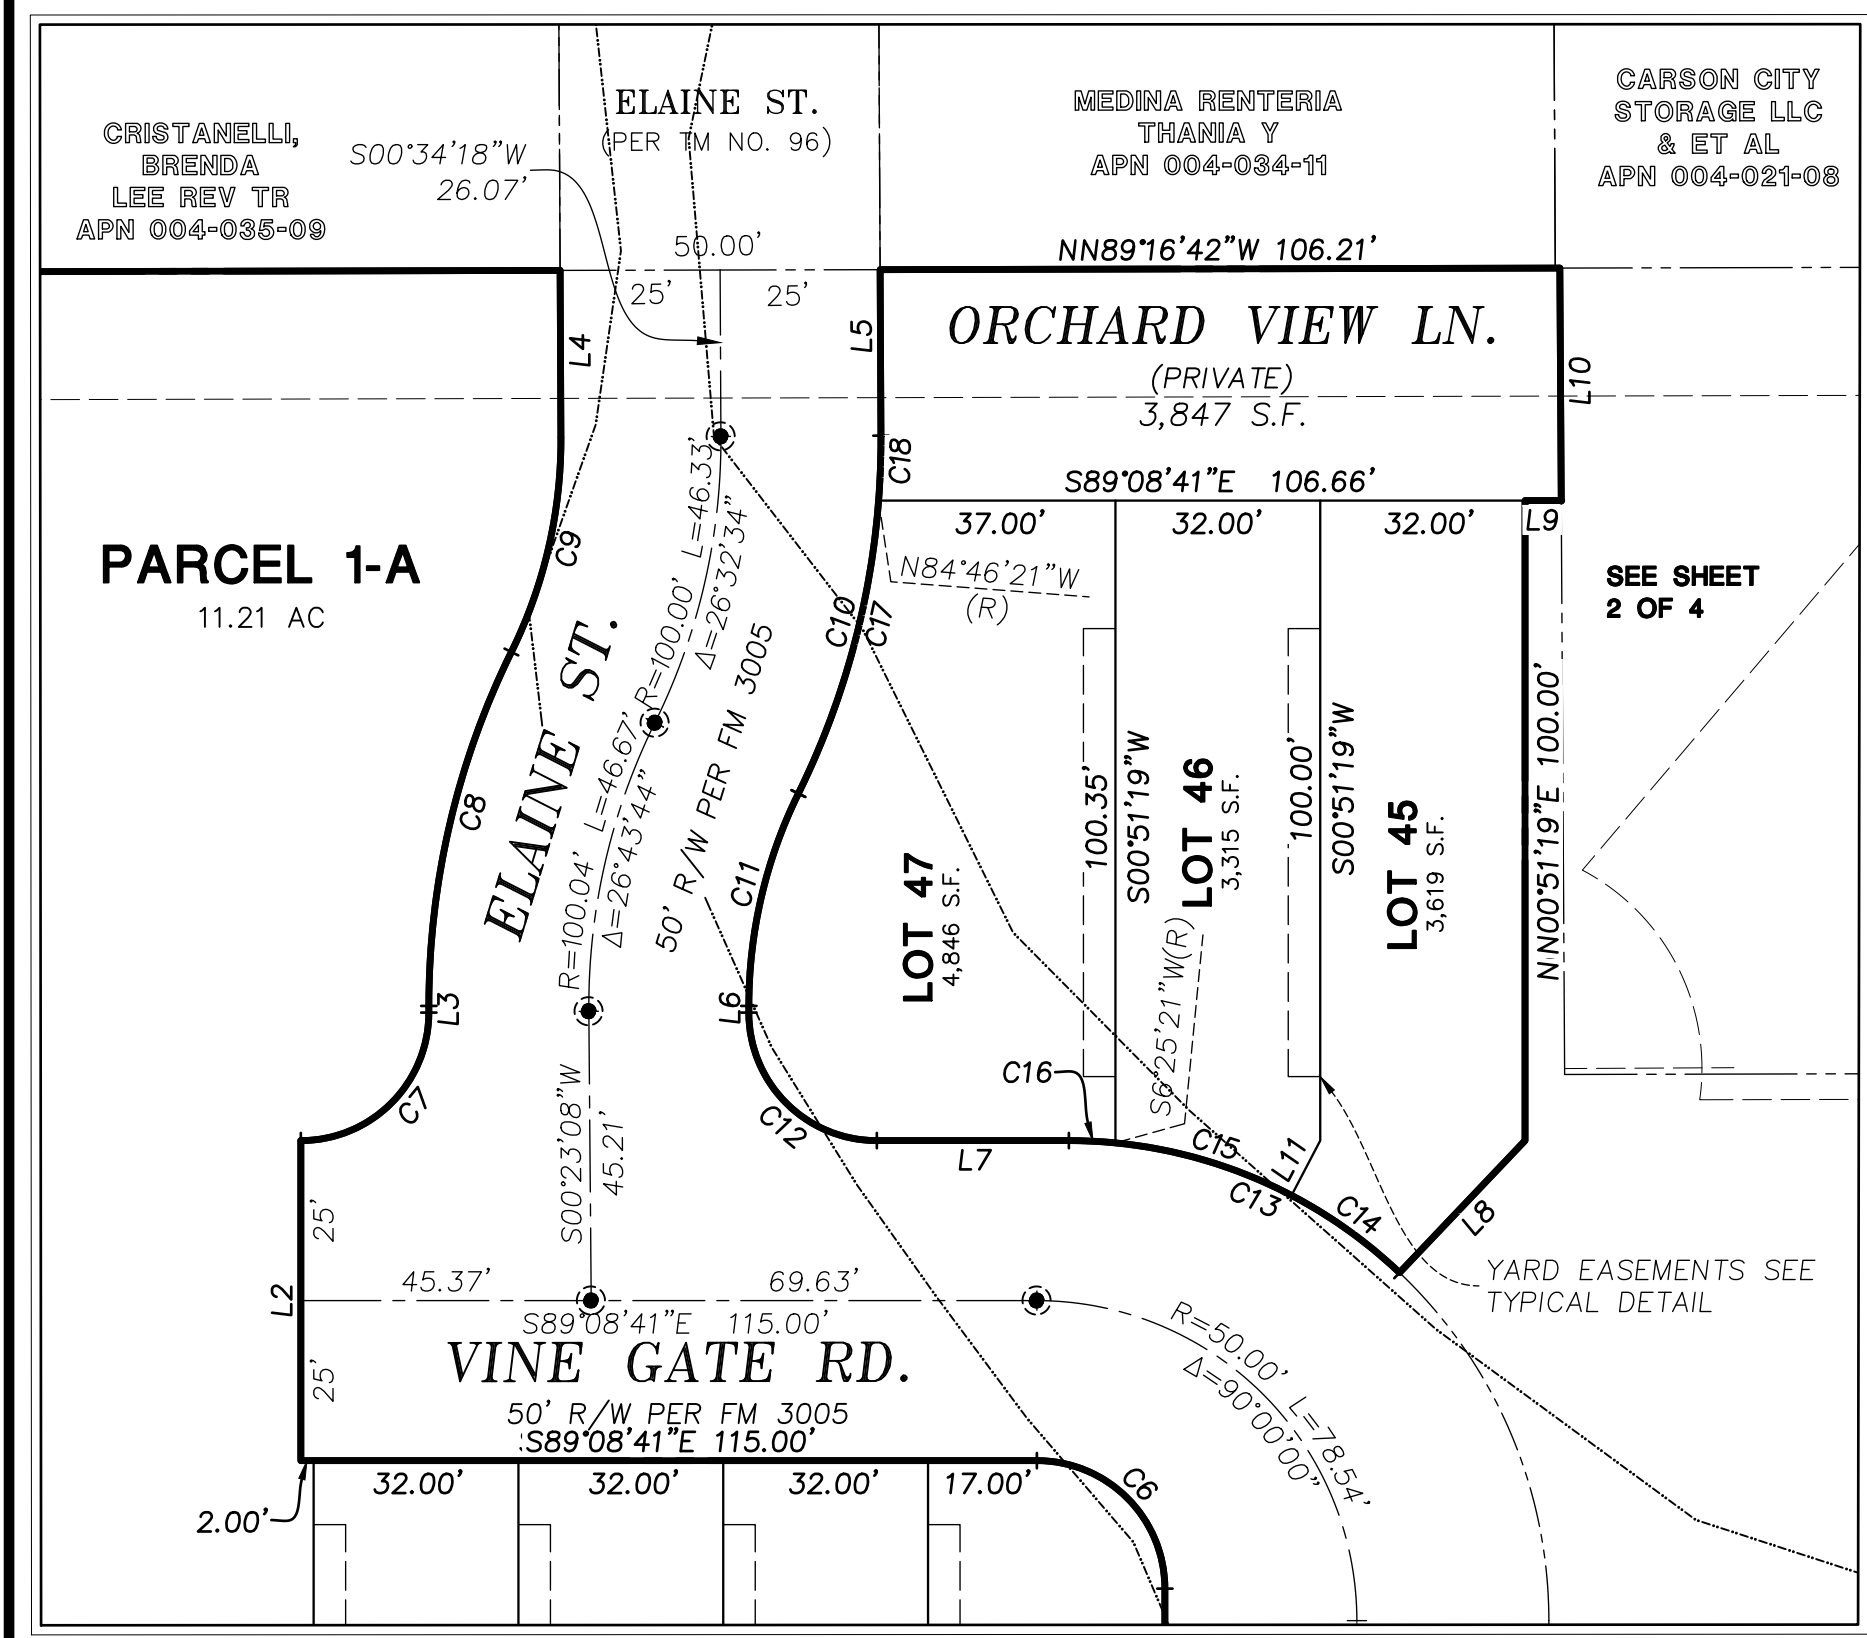 CRISTANELLI,
BRENDA
LEE REV TR
APN 004-035-09
S00°34'18"W
26.07'
ELAINE ST.
(PER TM NO. 96)
MEDINA RENTERIA
THANIA Y
APN 004-034-11
CARSON CITY
STORAGE LLC
& ET AL
APN 004-021-08
50.00'
25'
25'
NN89°16'42"W 106.21'
L4
L5
ORCHARD VIEW LN.
(PRIVATE)
3,847 S.F.
L10
C18
S89°08'41"E 106.66'
37.00'
32.00'
32.00'
L9
PARCEL 1-A
11.21 AC
C9
R=100.00' L=46.33'
Δ=26°32'34"
N84°46'21"W
(R)
SEE SHEET
2 OF 4
C10
C17
ELAINE ST.
50' R/W PER FM 3005
C8
R=100.04' L=46.67'
Δ=26°43'44"
C11
LOT 47
4,846 S.F.
100.35'
S00°51'19"W
LOT 46
3,315 S.F.
100.00'
S00°51'19"W
LOT 45
3,619 S.F.
NN00°51'19"E 100.00'
L3
L6
S6°25'21"W(R)
C16
C7
C12
L7
C15
L11
C13
C14
L8
S00°23'08"W
45.21'
25'
L2
45.37'
69.63'
S89°08'41"E 115.00'
YARD EASEMENTS SEE
TYPICAL DETAIL
VINE GATE RD.
25'
50' R/W PER FM 3005
S89°08'41"E 115.00'
R=50.00' L=78.54'
Δ=90°00'00"
32.00'
32.00'
32.00'
17.00'
C6
2.00'